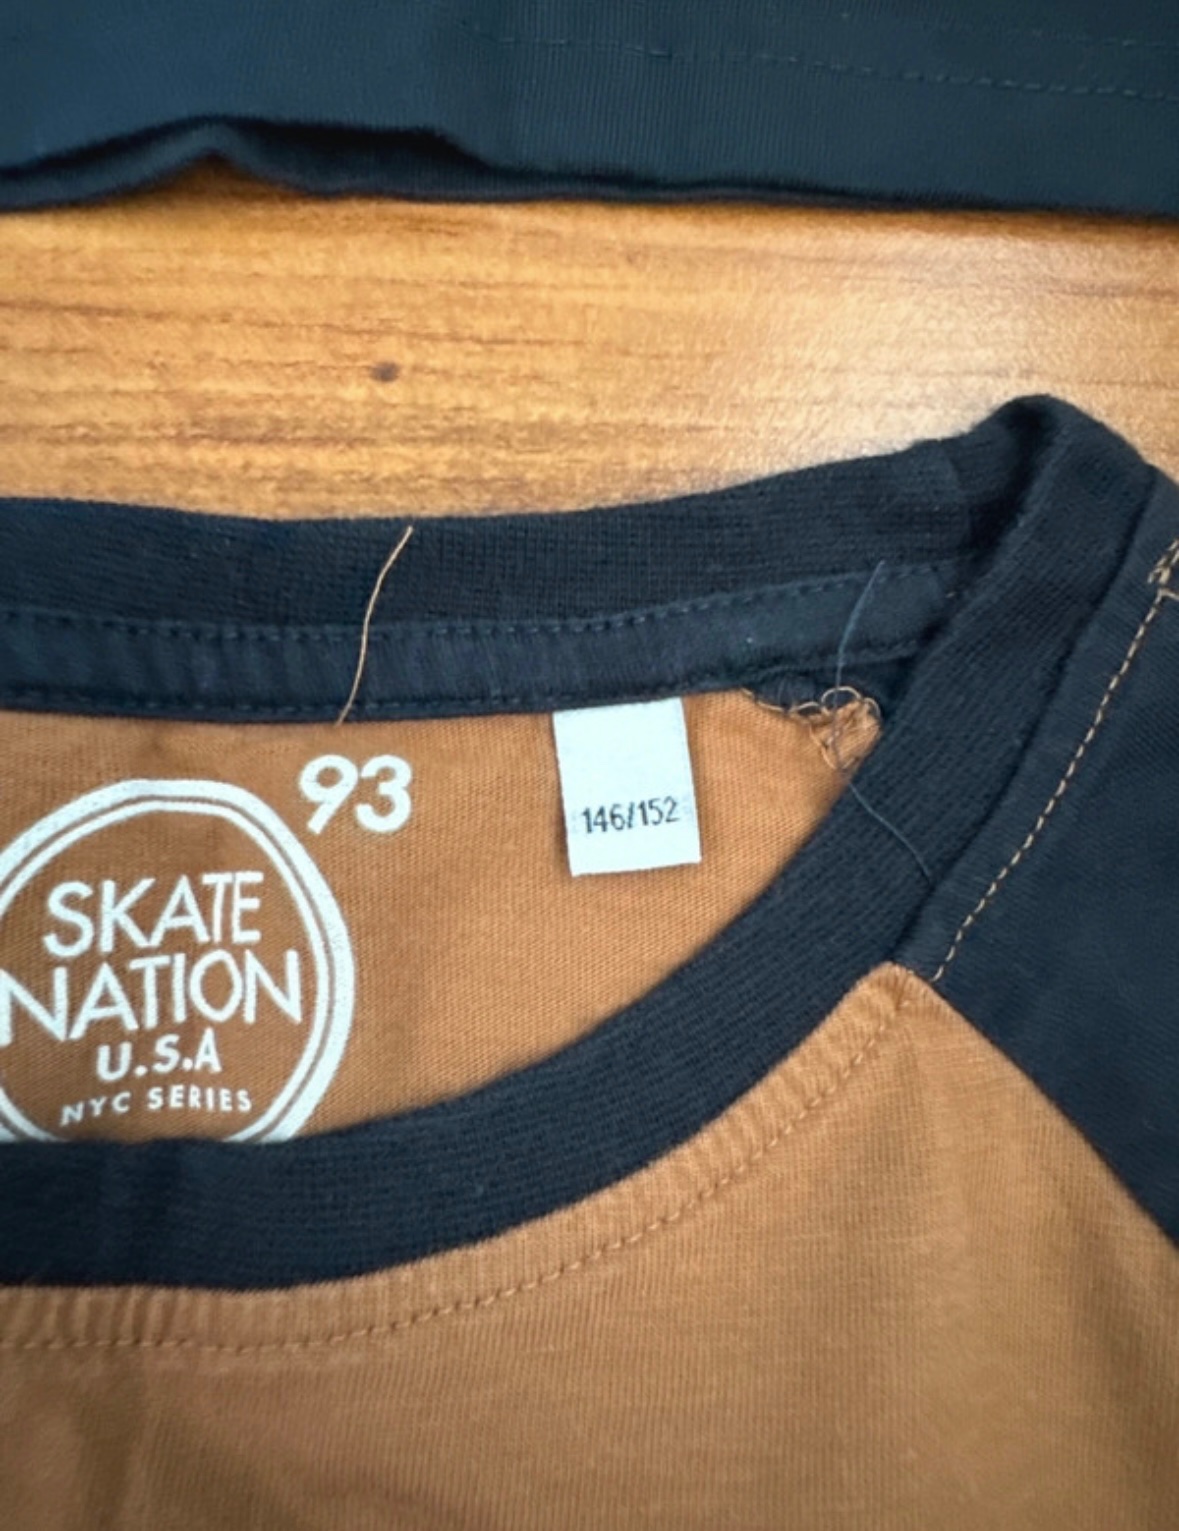 93
146/152
SKATE
NATION
U.S.A
NYC SERIES